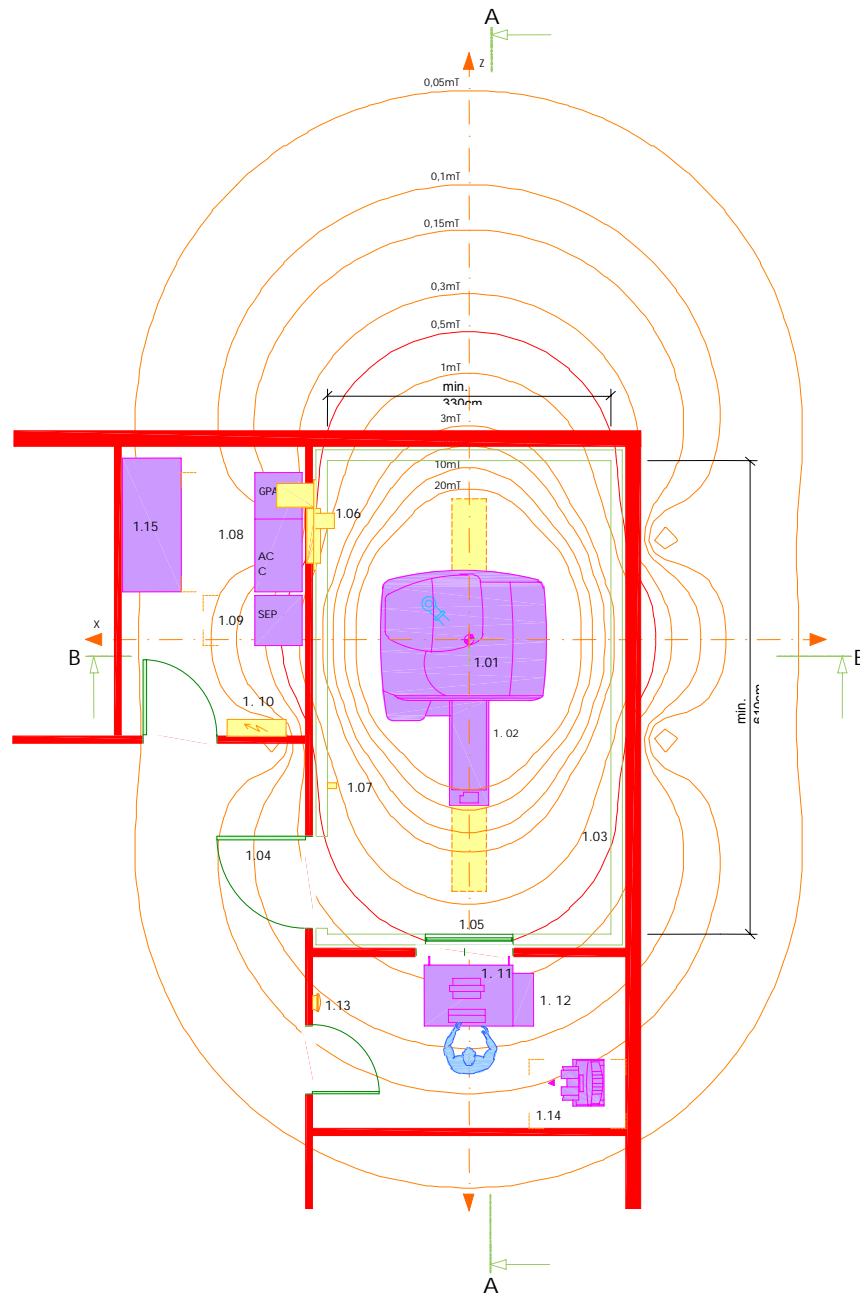 A
z
0,05mT
0,1mT
0,15mT
0,3mT
0,5mT
1mT
min.
330cm
3mT
10mT
20mT
GPA
1.06
1.15
1.08
AC
C
1.09
SEP
X
B
B
1.01
1.10
min.
610cm
1.02
1.07
1.03
1.04
1.05
1.11
1.12
1.13
1.14
A